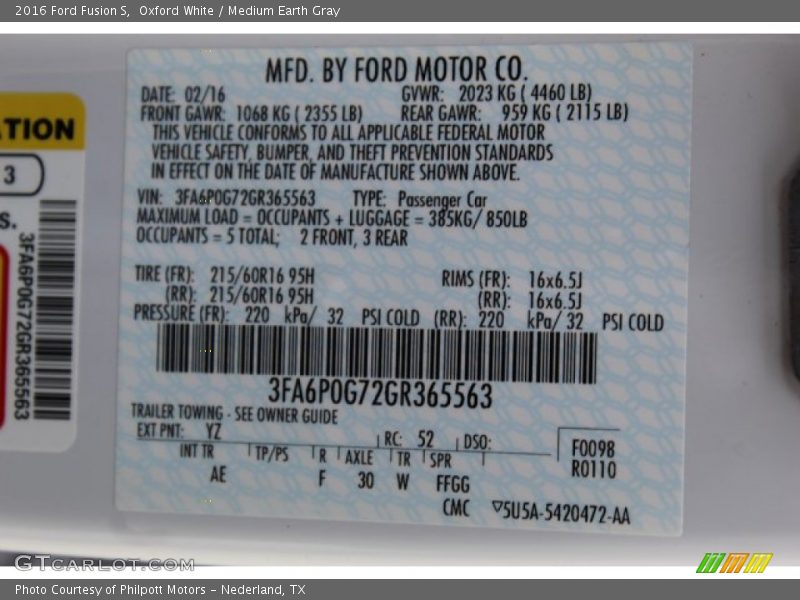 2016 Ford Fusion S,  Oxford White / Medium Earth Gray
ATION
3
S.
3FA6P0G72GR365563
MFD. BY FORD MOTOR CO.
DATE: 02/16 GVWR: 2023 KG ( 4460 LB)
FRONT GAWR: 1068 KG ( 2355 LB) REAR GAWR: 959 KG ( 2115 LB)
THIS VEHICLE CONFORMS TO ALL APPLICABLE FEDERAL MOTOR
VEHICLE SAFETY, BUMPER, AND THEFT PREVENTION STANDARDS
IN EFFECT ON THE DATE OF MANUFACTURE SHOWN ABOVE.
VIN: 3FA6P0G72GR365563 TYPE: Passenger Car
MAXIMUM LOAD = OCCUPANTS + LUGGAGE = 385KG/ 850LB
OCCUPANTS = 5 TOTAL; 2 FRONT, 3 REAR
TIRE (FR): 215/60R16 95H RIMS (FR): 16x6.5J
(RR): 215/60R16 95H (RR): 16x6.5J
PRESSURE (FR): 220 kPa/ 32 PSI COLD (RR): 220 kPa/ 32 PSI COLD
3FA6P0G72GR365563
TRAILER TOWING - SEE OWNER GUIDE
EXT PNT: YZ RC: 52 DSO: F0098
INT TR TP/PS R AXLE TR SPR R0110
AE F 30 W FFGG
CMC ▽5U5A-5420472-AA
GTCARLOT.COM
Photo Courtesy of Philpott Motors - Nederland, TX